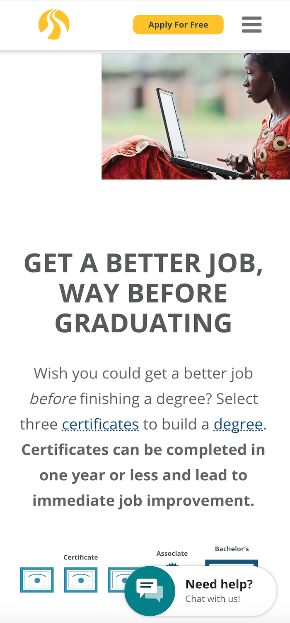 Apply For Free
GET A BETTER JOB,
WAY BEFORE
GRADUATING
Wish you could get a better job
before finishing a degree? Select
three certificates to build a degree.
Certificates can be completed in
one year or less and lead to
immediate job improvement.
Certificate
Associate
Bachelor's
Need help?
Chat with us!